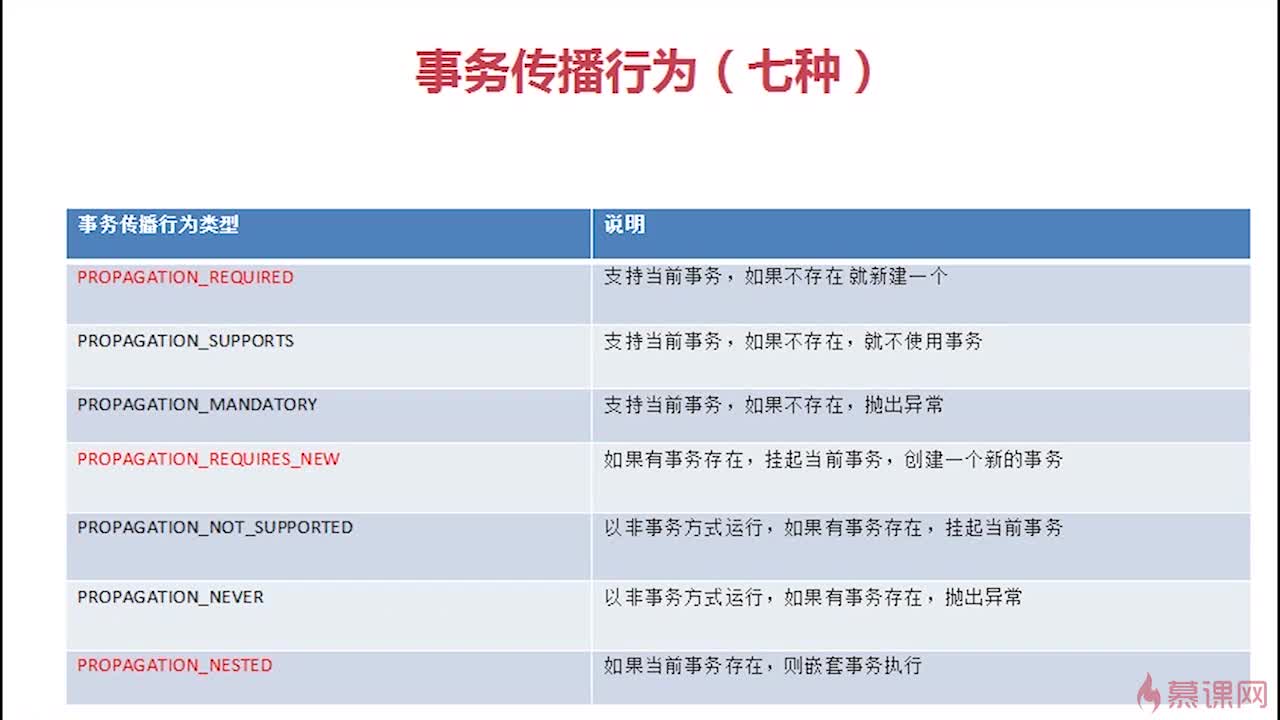 事务传播行为（七种）
事务传播行为类型 说明
PROPAGATION_REQUIRED 支持当前事务，如果不存在 就新建一个
PROPAGATION_SUPPORTS 支持当前事务，如果不存在，就不使用事务
PROPAGATION_MANDATORY 支持当前事务，如果不存在，抛出异常
PROPAGATION_REQUIRES_NEW 如果有事务存在，挂起当前事务，创建一个新的事务
PROPAGATION_NOT_SUPPORTED 以非事务方式运行，如果有事务存在，挂起当前事务
PROPAGATION_NEVER 以非事务方式运行，如果有事务存在，抛出异常
PROPAGATION_NESTED 如果当前事务存在，则嵌套事务执行
慕课网